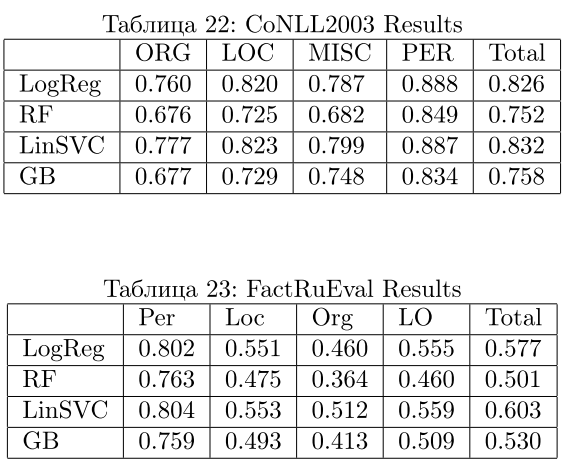 Таблица 22: CoNLL2003 Results
ORG LOC MISC PER Total
LogReg 0.760 0.820 0.787 0.888 0.826
RF 0.676 0.725 0.682 0.849 0.752
LinSVC 0.777 0.823 0.799 0.887 0.832
GB 0.677 0.729 0.748 0.834 0.758
Таблица 23: FactRuEval Results
Per Loc Org LO Total
LogReg 0.802 0.551 0.460 0.555 0.577
RF 0.763 0.475 0.364 0.460 0.501
LinSVC 0.804 0.553 0.512 0.559 0.603
GB 0.759 0.493 0.413 0.509 0.530